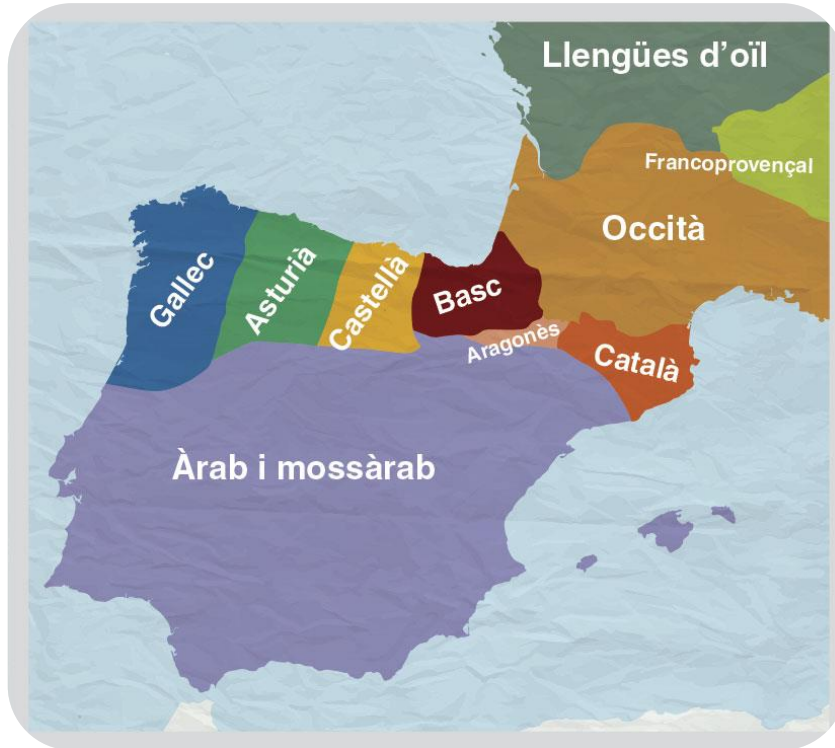 Llengües d'oïl
Francoprovençal
Occità
Gallec
Asturià
Castellà
Basc
Aragonès
Català
Àrab i mossàrab